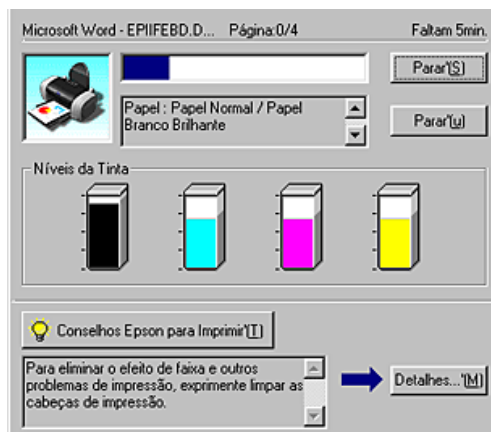 Microsoft Word - EPIIFEBD.D... Página:0/4 Faltam 5min.
Parar'(S)
Papel : Papel Normal / Papel
Branco Brilhante
Parar'(u)
Níveis da Tinta
Conselhos Epson para Imprimir'(T)
Para eliminar o efeito de faixa e outros
problemas de impressão, exprimente limpar as
cabeças de impressão.
Detalhes...'(M)